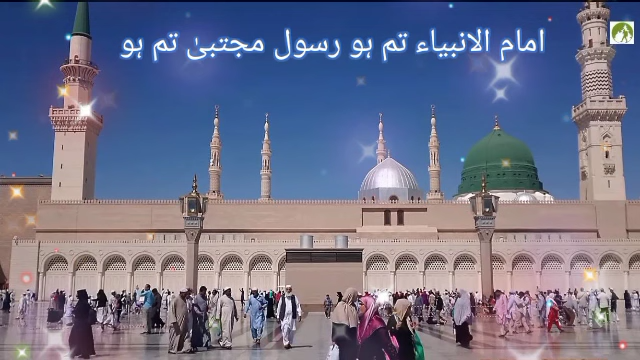 امام الانبیاء تم ہو رسول مجتبیٰ تم ہو